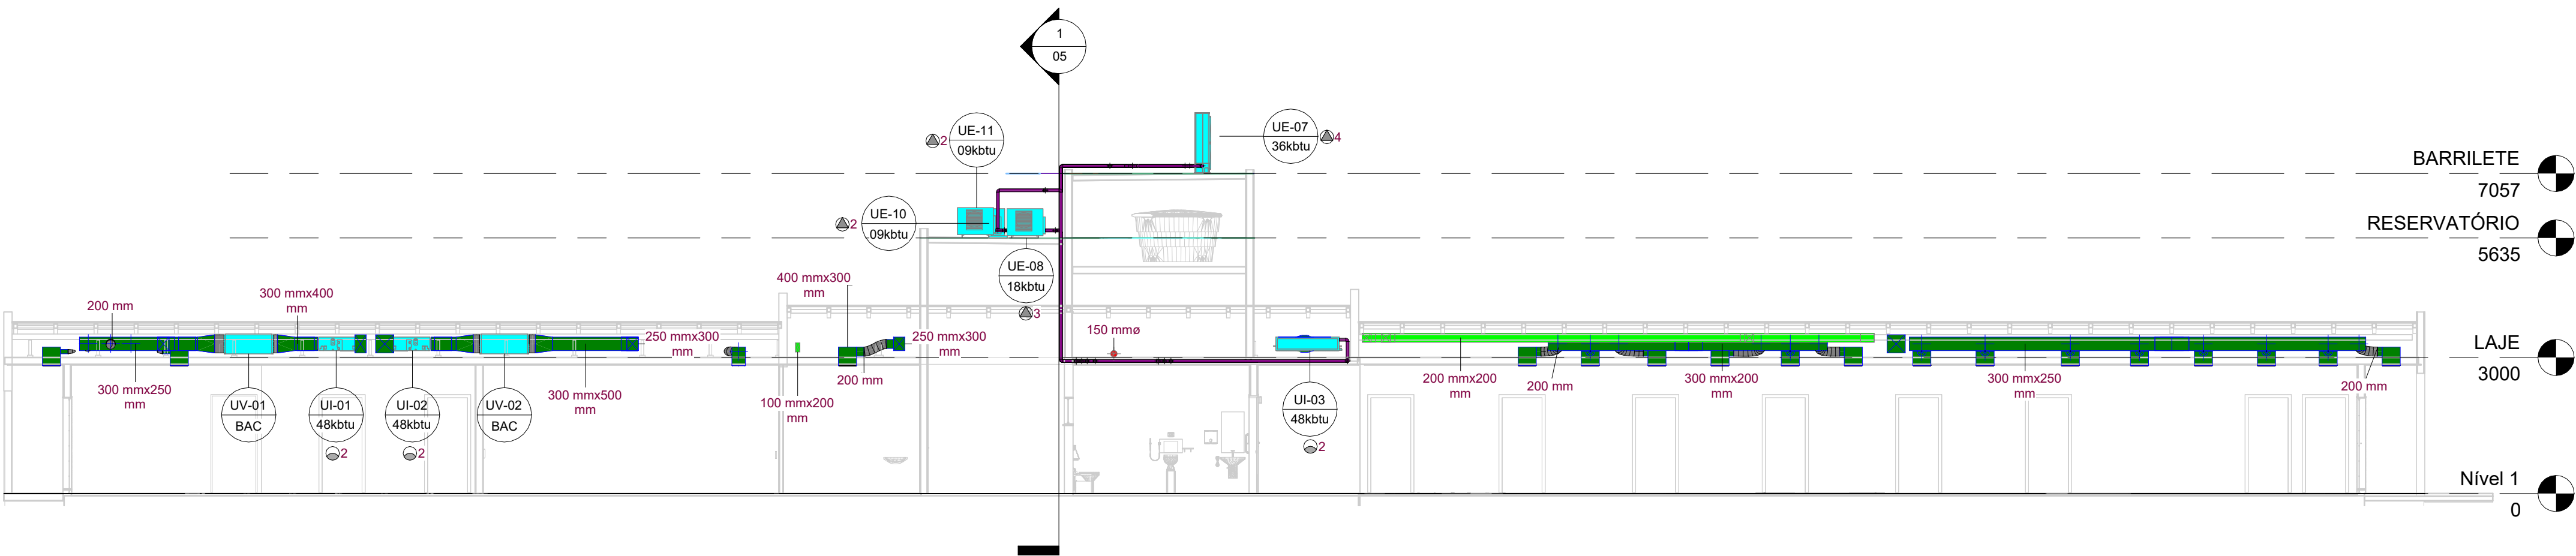 1
05
UE-11
09kbtu
2
UE-07
36kbtu
4
BARRILETE
7057
UE-10
09kbtu
2
RESERVATÓRIO
5635
UE-08
18kbtu
3
400 mmx300
mm
200 mm
300 mmx400
mm
250 mmx300
mm
250 mmx300
mm
150 mmø
LAJE
3000
300 mmx250
mm
300 mmx500
mm
200 mm
100 mmx200
mm
200 mmx200
mm
200 mm
300 mmx200
mm
300 mmx250
mm
200 mm
UV-01
BAC
UI-01
48kbtu
2
UI-02
48kbtu
2
UV-02
BAC
UI-03
48kbtu
2
Nível 1
0